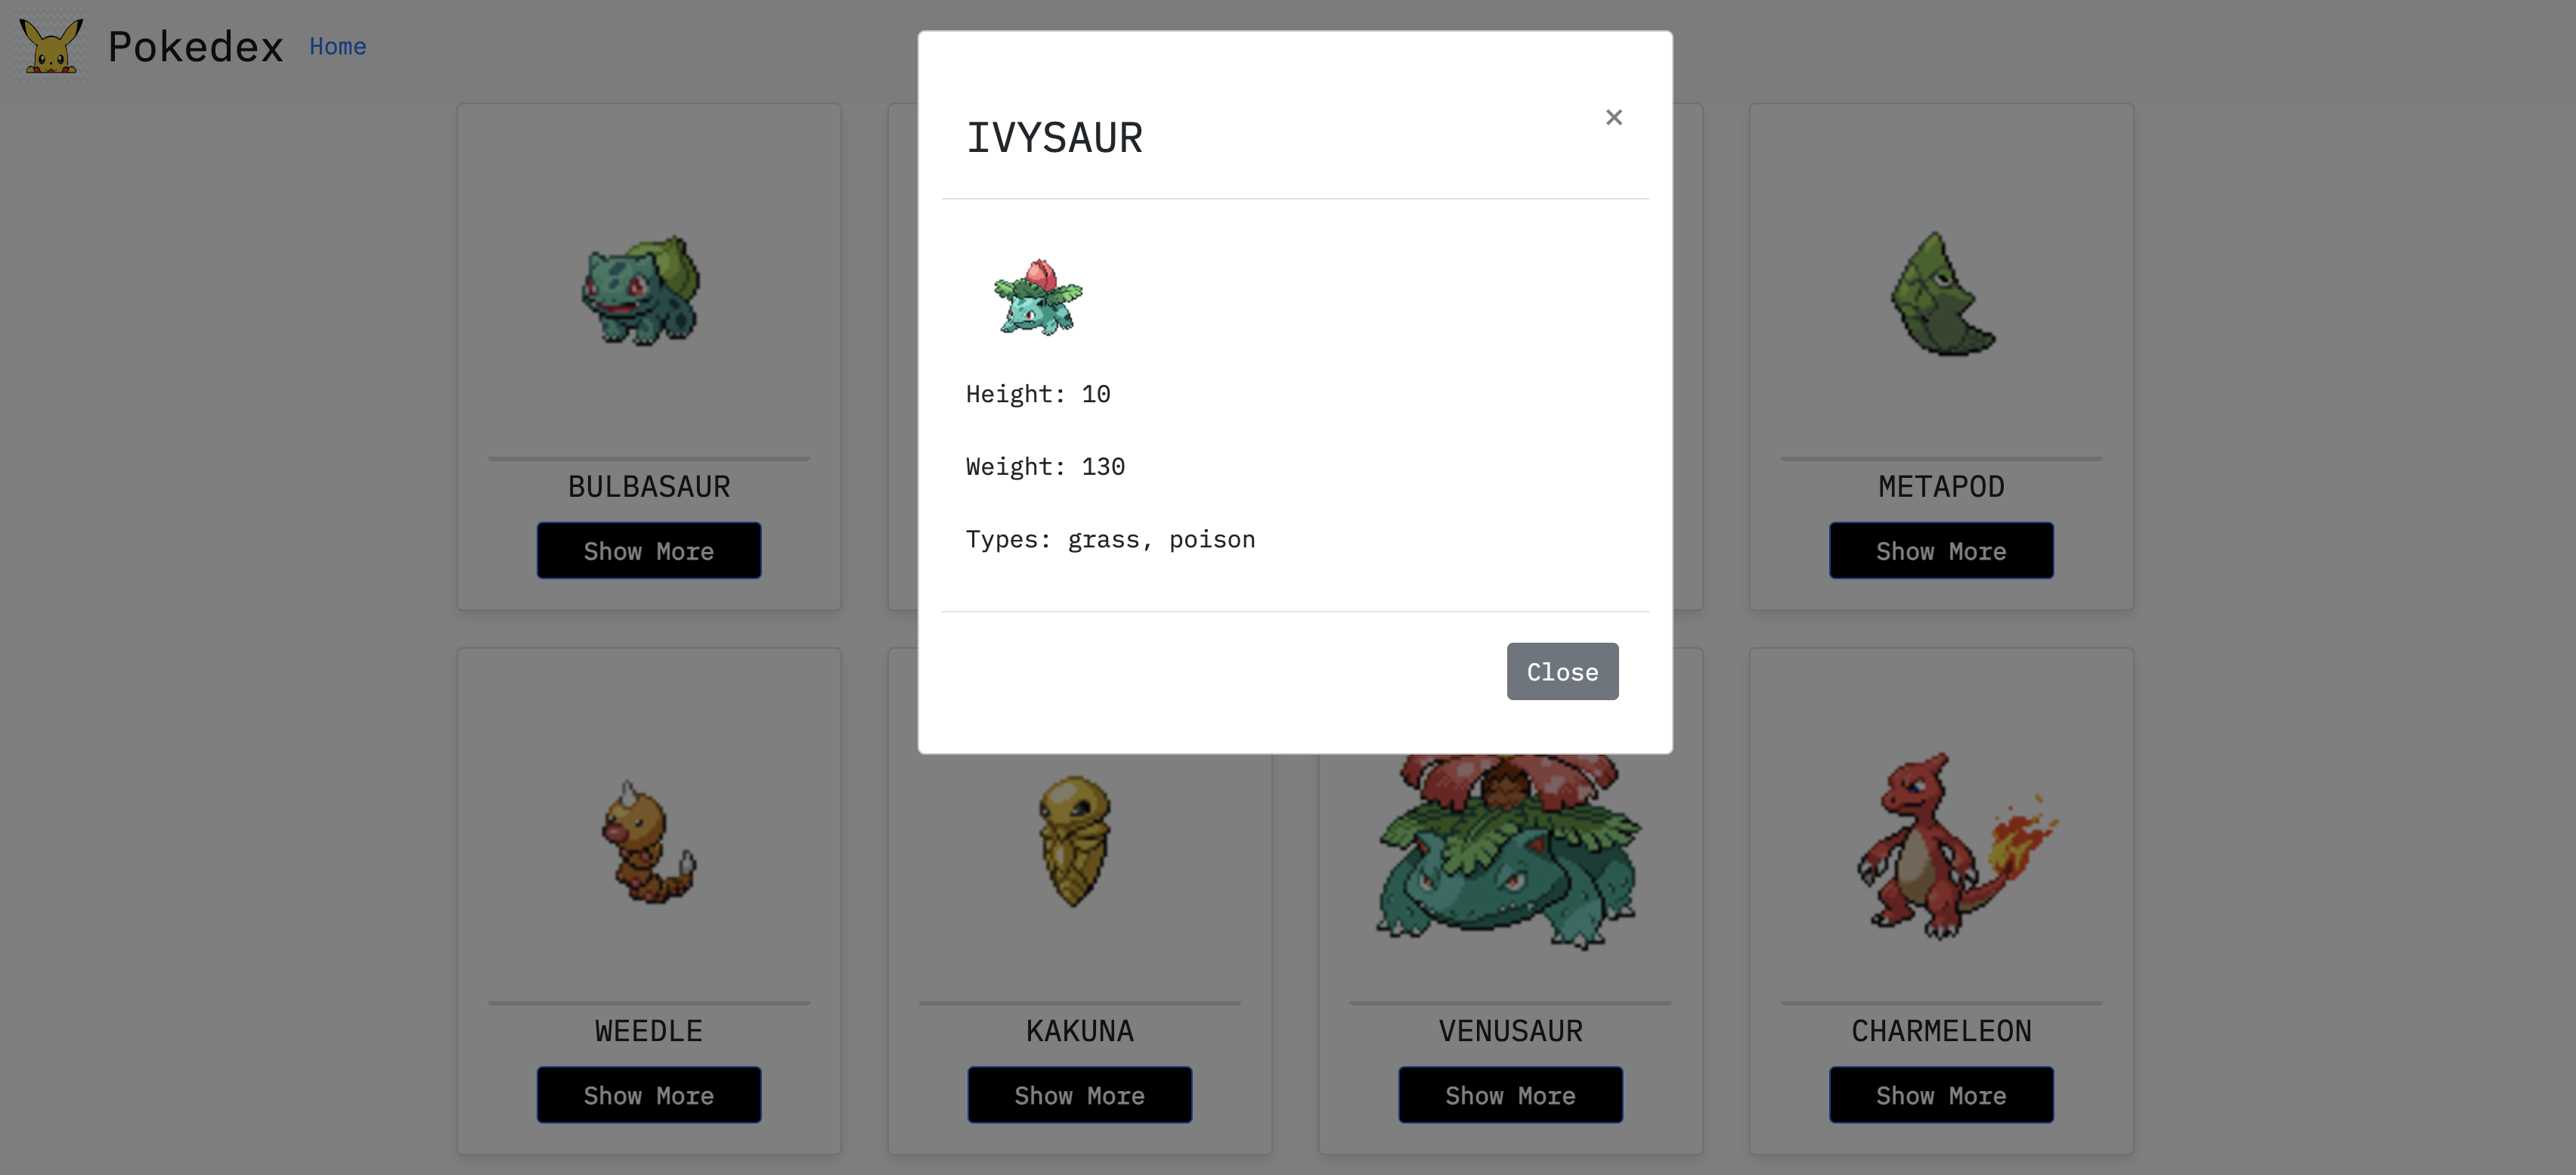 Pokedex Home
IVYSAUR
×
Height: 10
Weight: 130
Types: grass, poison
Close
BULBASAUR
Show More
METAPOD
Show More
WEEDLE
Show More
KAKUNA
Show More
VENUSAUR
Show More
CHARMELEON
Show More